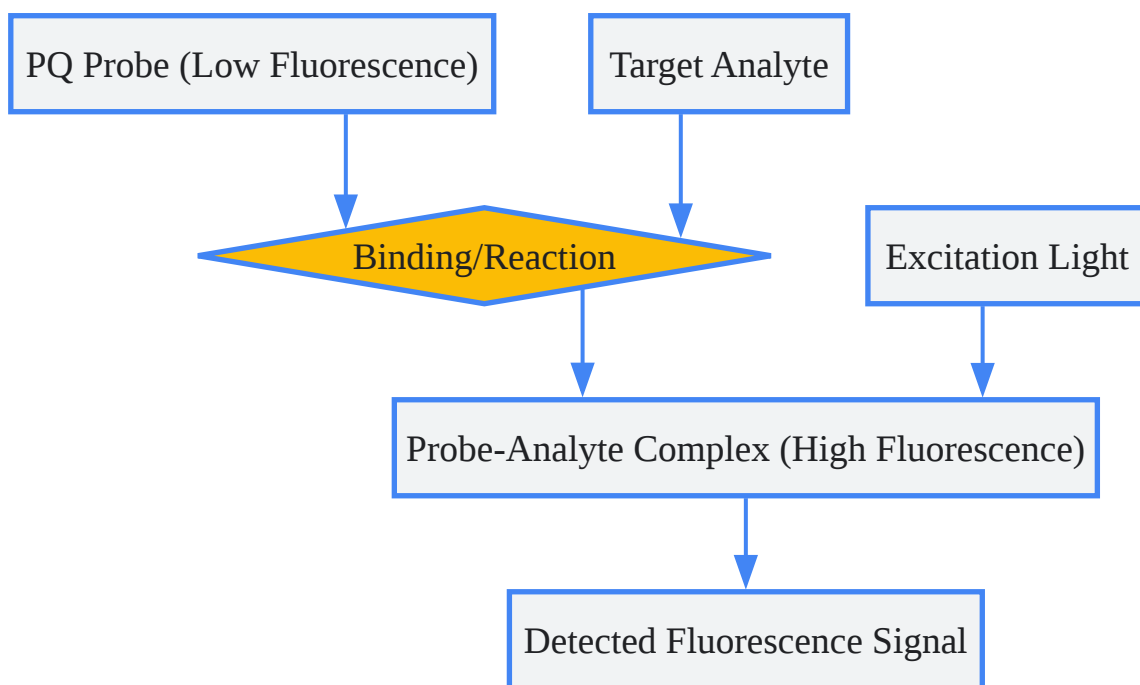 PQ Probe (Low Fluorescence)
Target Analyte
Binding/Reaction
Excitation Light
Probe-Analyte Complex (High Fluorescence)
Detected Fluorescence Signal